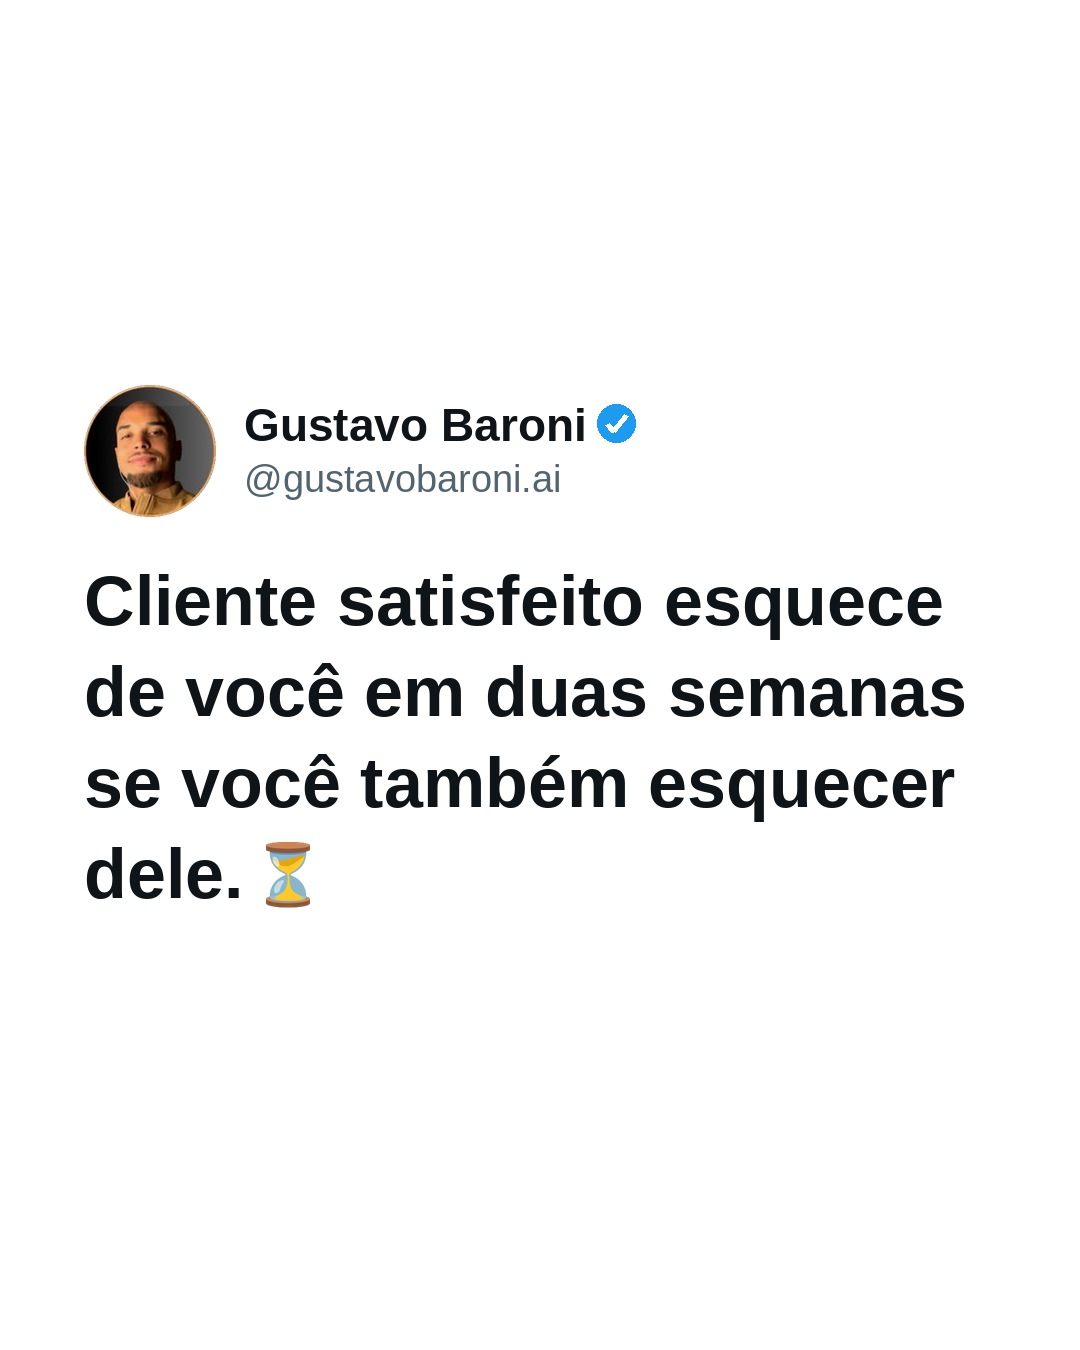 Gustavo Baroni
@gustavobaroni.ai
Cliente satisfeito esquece
de você em duas semanas
se você também esquecer
dele. ⏳